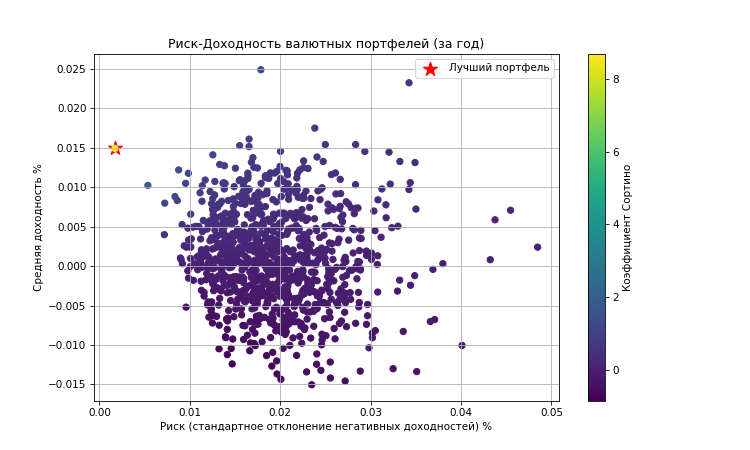 Риск-Доходность валютных портфелей (за год)
Лучший портфель
0.025
0.020
0.015
0.010
0.005
0.000
−0.005
−0.010
−0.015
Средняя доходность %
0.00 0.01 0.02 0.03 0.04 0.05
Риск (стандартное отклонение негативных доходностей) %
8
6
4
2
0
Коэффициент Сортино